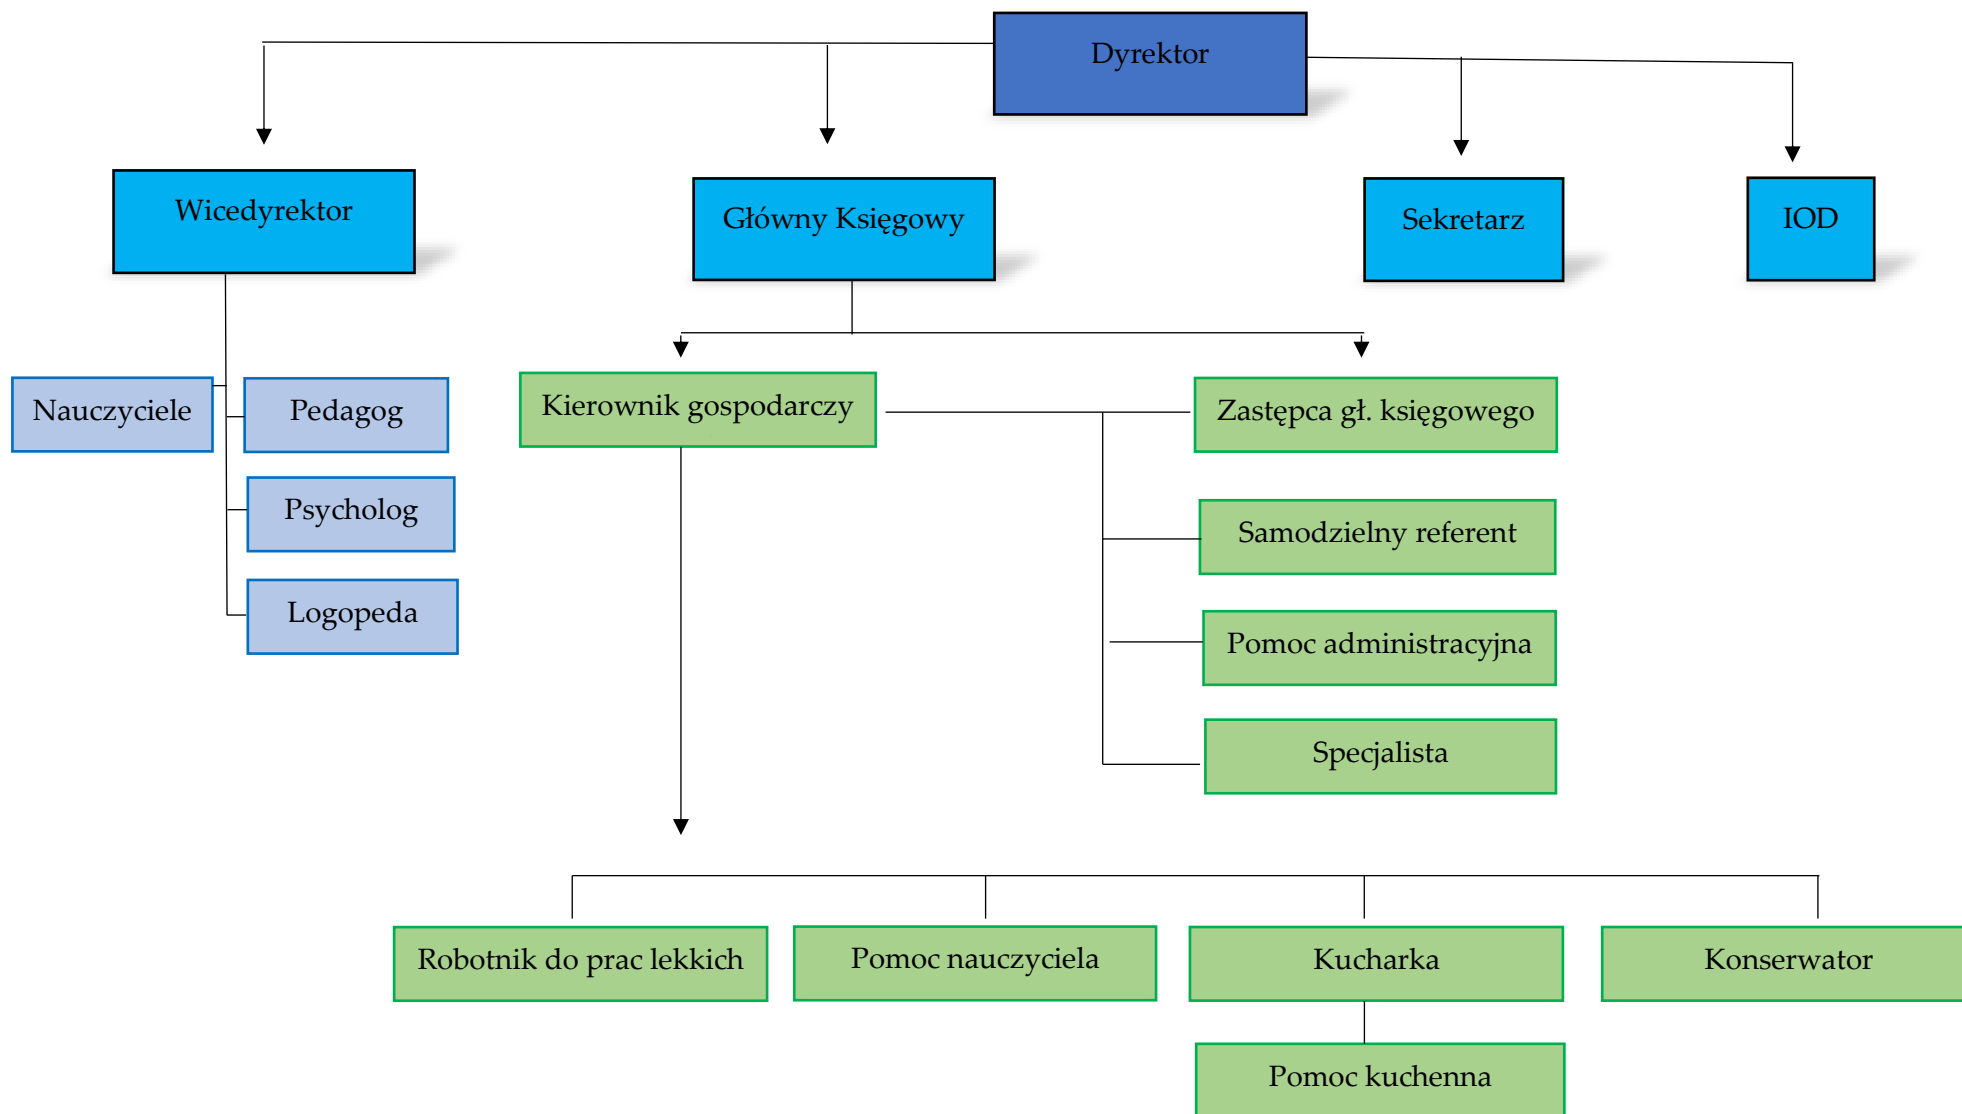 Dyrektor
Wicedyrektor
Główny Księgowy
Sekretarz
IOD
Nauczyciele
Pedagog
Kierownik gospodarczy
Zastępca gł. księgowego
Psycholog
Samodzielny referent
Logopeda
Pomoc administracyjna
Specjalista
Robotnik do prac lekkich
Pomoc nauczyciela
Kucharka
Konserwator
Pomoc kuchenna